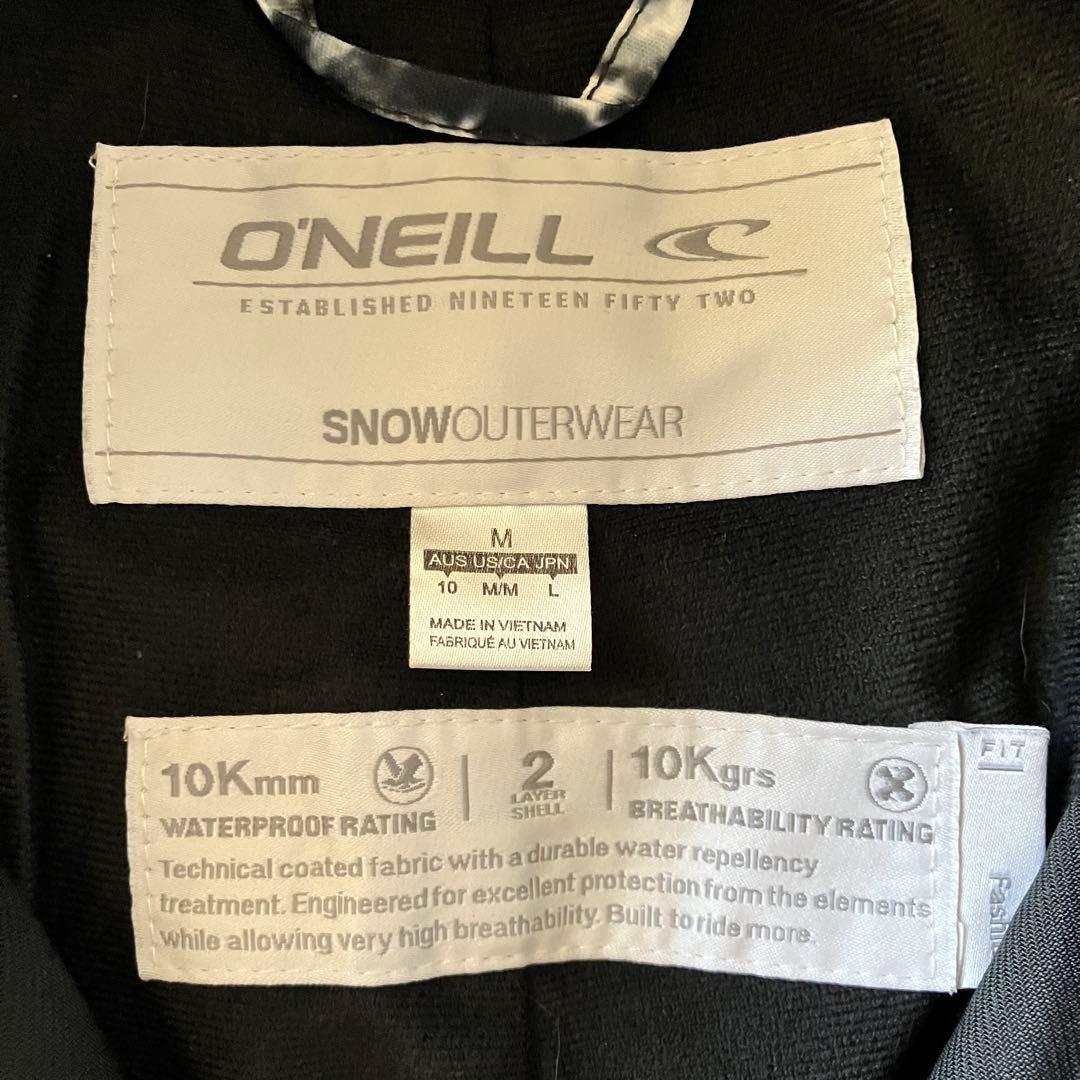 O'NEILL
ESTABLISHED NINETEEN FIFTY TWO
SNOWOUTERWEAR
M
AUS US/CA JPN
10 M/M L
MADE IN VIETNAM
FABRIQUÉ AU VIETNAM
10Kmm
WATERPROOF RATING
2
LAYER
SHELL
10Kgrs
BREATHABILITY RATING
Technical coated fabric with a durable water repellency
treatment. Engineered for excellent protection from the elements
while allowing very high breathability. Built to ride more.
FIT